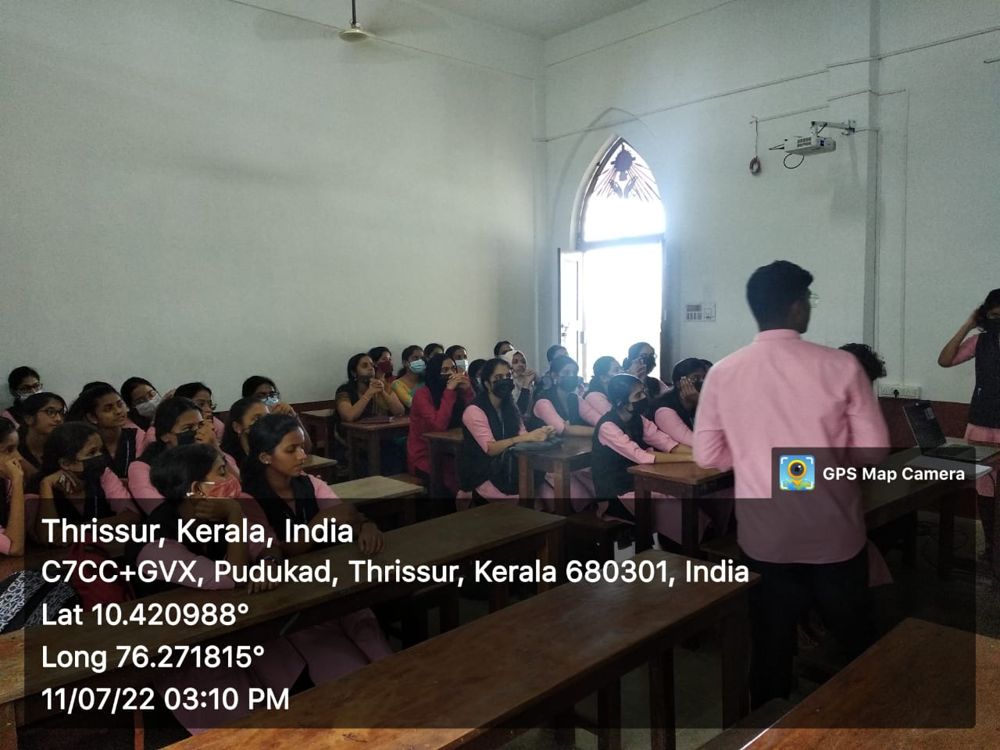 GPS Map Camera
Thrissur, Kerala, India
C7CC+GVX, Pudukad, Thrissur, Kerala 680301, India
Lat 10.420988°
Long 76.271815°
11/07/22 03:10 PM